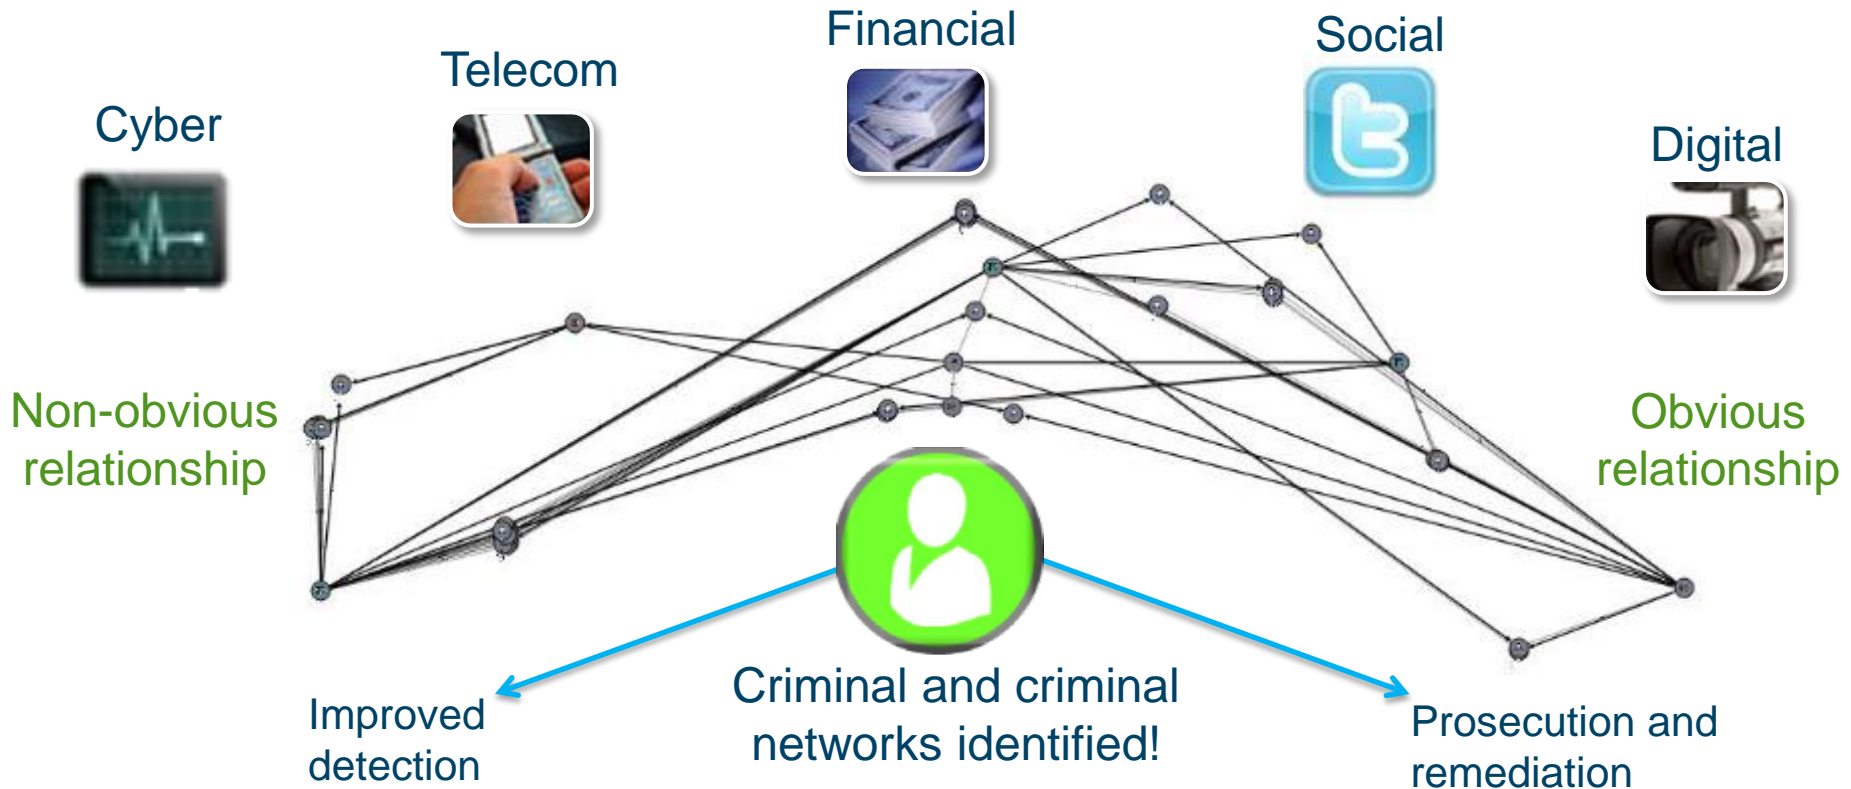 Financial
Social
Telecom
Cyber
Digital
Non-obvious
relationship
Obvious
relationship
Criminal and criminal
networks identified!
Improved
detection
Prosecution and
remediation